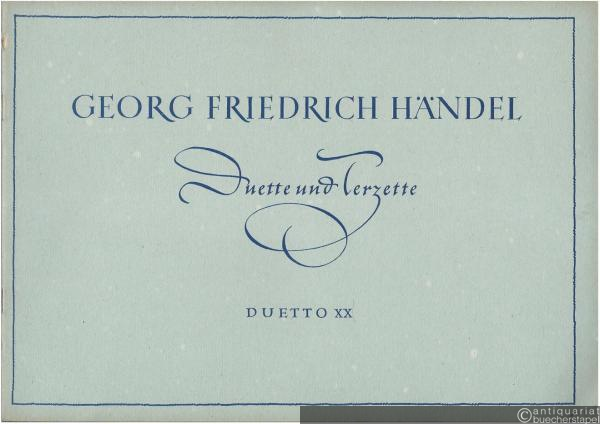 GEORG FRIEDRICH HÄNDEL
Duette und Terzette
DUETTO XX
© antiquariat
buecherstapel